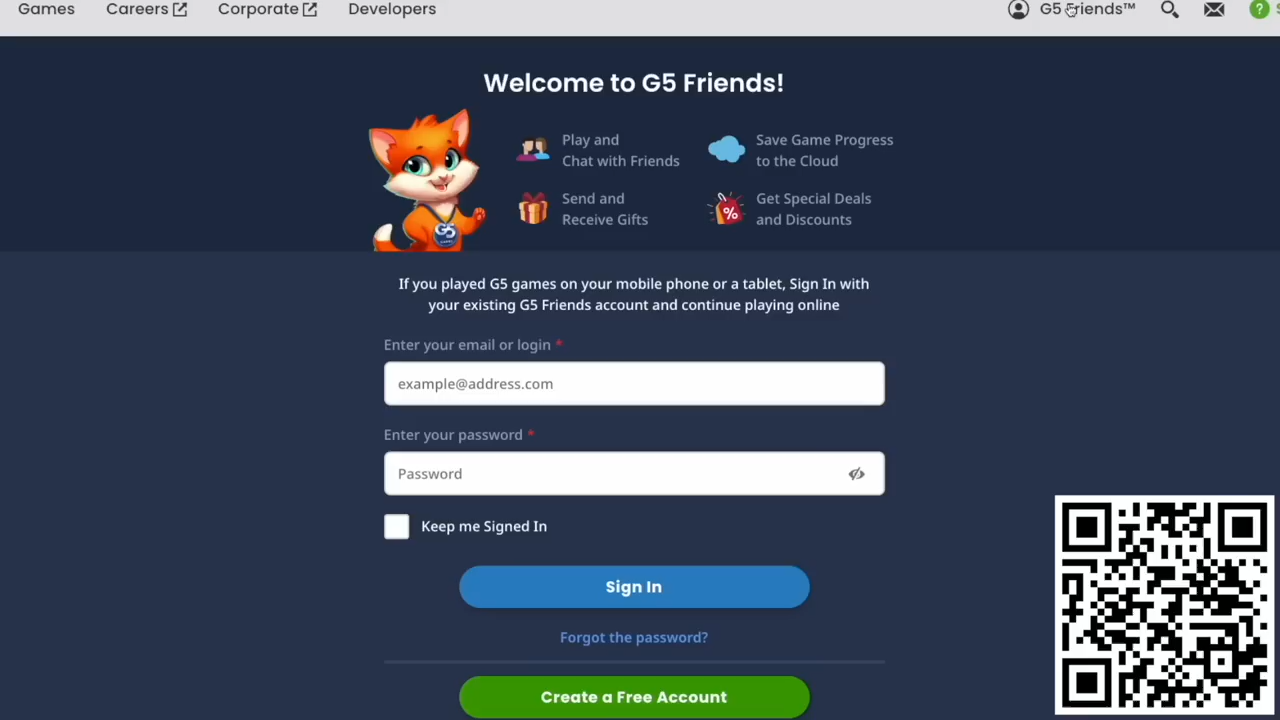 Games Careers Corporate Developers G5 Friends™
Welcome to G5 Friends!
Play and
Chat with Friends
Save Game Progress
to the Cloud
Send and
Receive Gifts
Get Special Deals
and Discounts
G5
If you played G5 games on your mobile phone or a tablet, Sign In with
your existing G5 Friends account and continue playing online
Enter your email or login *
example@address.com
Enter your password *
Password
Keep me Signed In
Sign In
Forgot the password?
Create a Free Account